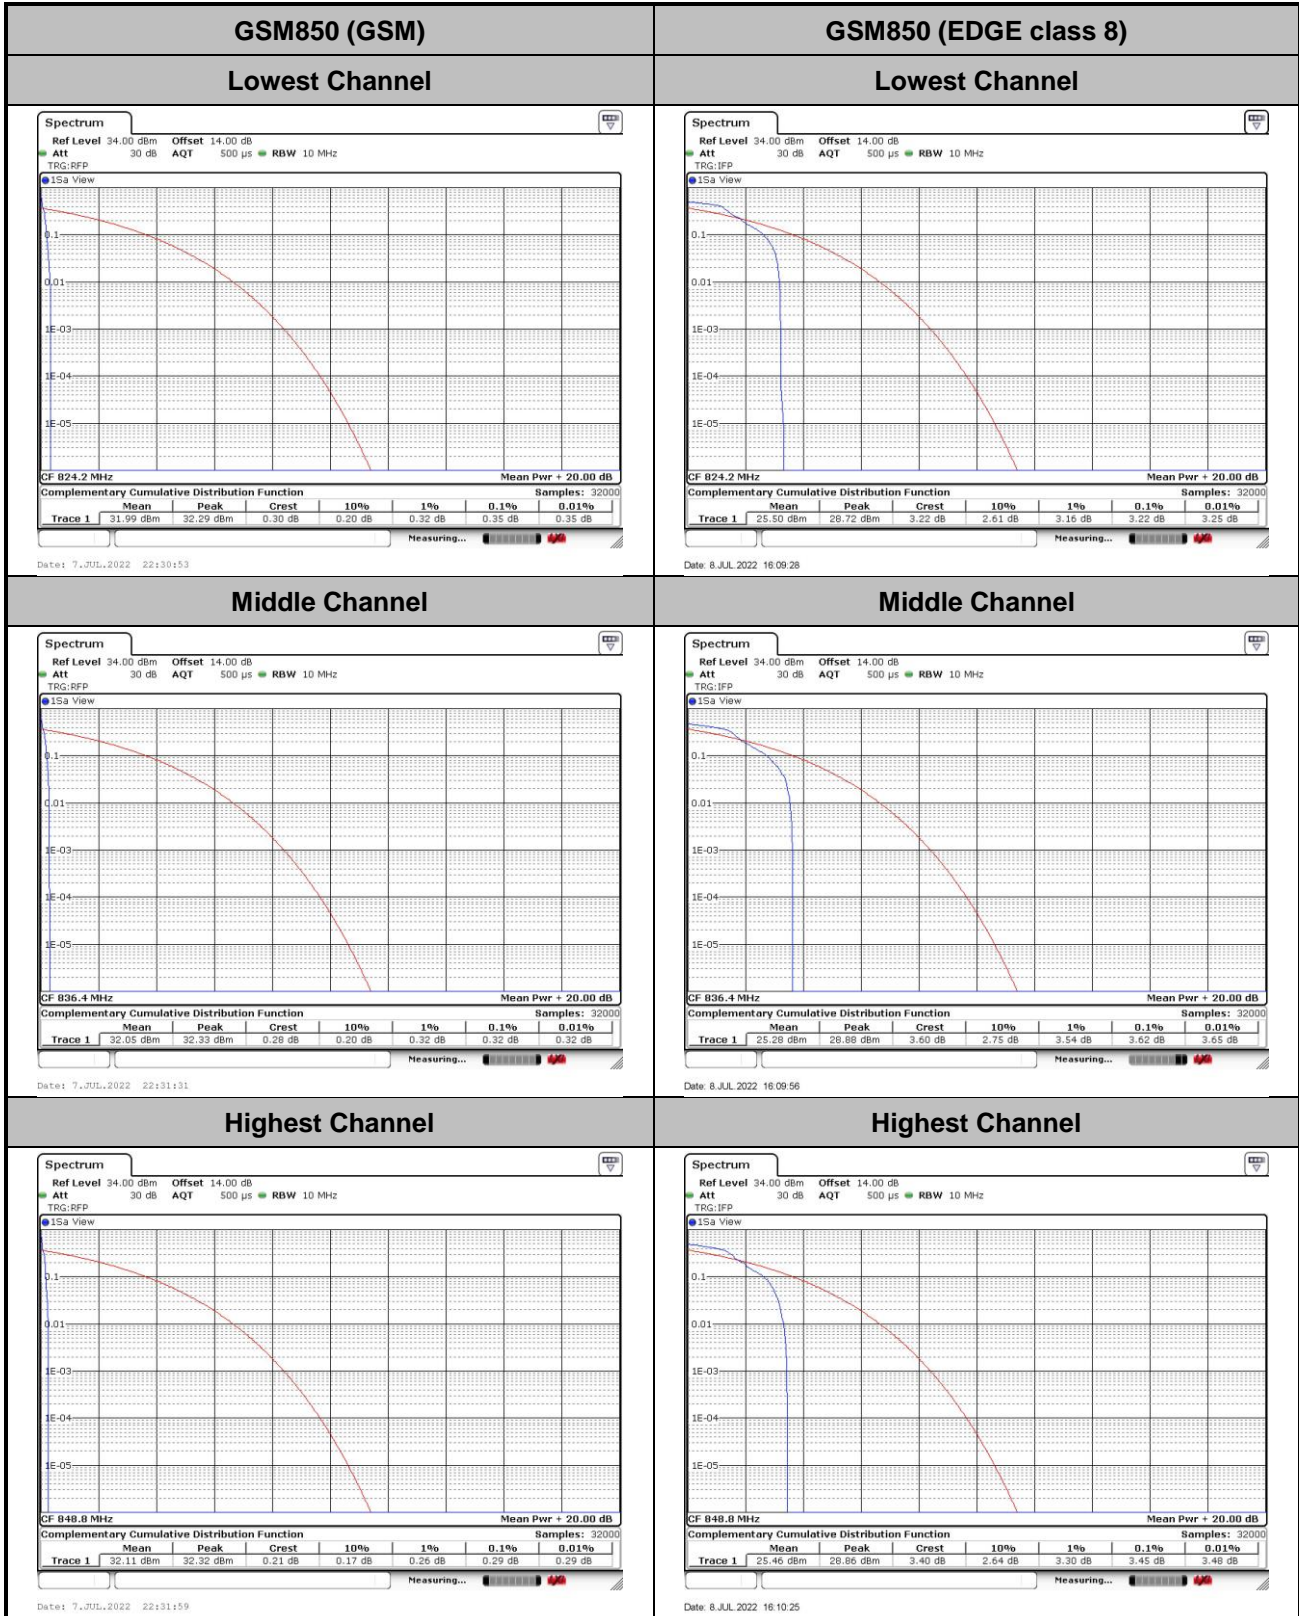 GSM850 (GSM) GSM850 (EDGE class 8)
Lowest Channel Lowest Channel
Spectrum
Ref Level 34.00 dBm Offset 14.00 dB
Att 30 dB AQT 500 µs RBW 10 MHz
TRG:RFP
1Sa View
0.1
0.01
1E-03
1E-04
1E-05
CF 824.2 MHz Mean Pwr + 20.00 dB
Complementary Cumulative Distribution Function Samples: 32000
Mean Peak Crest 10% 1% 0.1% 0.01%
Trace 1 31.99 dBm 32.29 dBm 0.30 dB 0.20 dB 0.32 dB 0.35 dB 0.35 dB
Measuring...
Date: 7.JUL.2022 22:30:53
Spectrum
Ref Level 34.00 dBm Offset 14.00 dB
Att 30 dB AQT 500 µs RBW 10 MHz
TRG:IFP
1Sa View
0.1
0.01
1E-03
1E-04
1E-05
CF 824.2 MHz Mean Pwr + 20.00 dB
Complementary Cumulative Distribution Function Samples: 32000
Mean Peak Crest 10% 1% 0.1% 0.01%
Trace 1 25.50 dBm 28.72 dBm 3.22 dB 2.61 dB 3.16 dB 3.22 dB 3.25 dB
Measuring...
Date: 8.JUL.2022 16:09:28
Middle Channel Middle Channel
Spectrum
Ref Level 34.00 dBm Offset 14.00 dB
Att 30 dB AQT 500 µs RBW 10 MHz
TRG:RFP
1Sa View
0.1
0.01
1E-03
1E-04
1E-05
CF 836.4 MHz Mean Pwr + 20.00 dB
Complementary Cumulative Distribution Function Samples: 32000
Mean Peak Crest 10% 1% 0.1% 0.01%
Trace 1 32.05 dBm 32.33 dBm 0.28 dB 0.20 dB 0.32 dB 0.32 dB 0.32 dB
Measuring...
Date: 7.JUL.2022 22:31:31
Spectrum
Ref Level 34.00 dBm Offset 14.00 dB
Att 30 dB AQT 500 µs RBW 10 MHz
TRG:IFP
1Sa View
0.1
0.01
1E-03
1E-04
1E-05
CF 836.4 MHz Mean Pwr + 20.00 dB
Complementary Cumulative Distribution Function Samples: 32000
Mean Peak Crest 10% 1% 0.1% 0.01%
Trace 1 25.28 dBm 28.88 dBm 3.60 dB 2.75 dB 3.54 dB 3.62 dB 3.65 dB
Measuring...
Date: 8.JUL.2022 16:09:56
Highest Channel Highest Channel
Spectrum
Ref Level 34.00 dBm Offset 14.00 dB
Att 30 dB AQT 500 µs RBW 10 MHz
TRG:RFP
1Sa View
0.1
0.01
1E-03
1E-04
1E-05
CF 848.8 MHz Mean Pwr + 20.00 dB
Complementary Cumulative Distribution Function Samples: 32000
Mean Peak Crest 10% 1% 0.1% 0.01%
Trace 1 32.11 dBm 32.32 dBm 0.21 dB 0.17 dB 0.26 dB 0.29 dB 0.29 dB
Measuring...
Date: 7.JUL.2022 22:31:59
Spectrum
Ref Level 34.00 dBm Offset 14.00 dB
Att 30 dB AQT 500 µs RBW 10 MHz
TRG:IFP
1Sa View
0.1
0.01
1E-03
1E-04
1E-05
CF 848.8 MHz Mean Pwr + 20.00 dB
Complementary Cumulative Distribution Function Samples: 32000
Mean Peak Crest 10% 1% 0.1% 0.01%
Trace 1 25.46 dBm 28.86 dBm 3.40 dB 2.64 dB 3.30 dB 3.45 dB 3.48 dB
Measuring...
Date: 8.JUL.2022 16:10:25